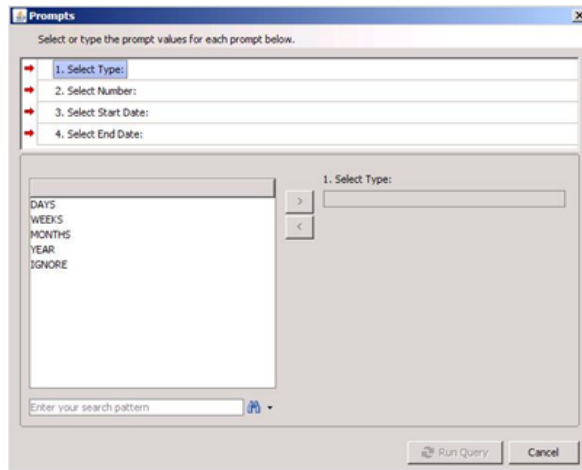 Prompts
Select or type the prompt values for each prompt below.
1. Select Type:
2. Select Number:
3. Select Start Date:
4. Select End Date:
1. Select Type:
>
<
DAYS
WEEKS
MONTHS
YEAR
IGNORE
Enter your search pattern
Run Query
Cancel